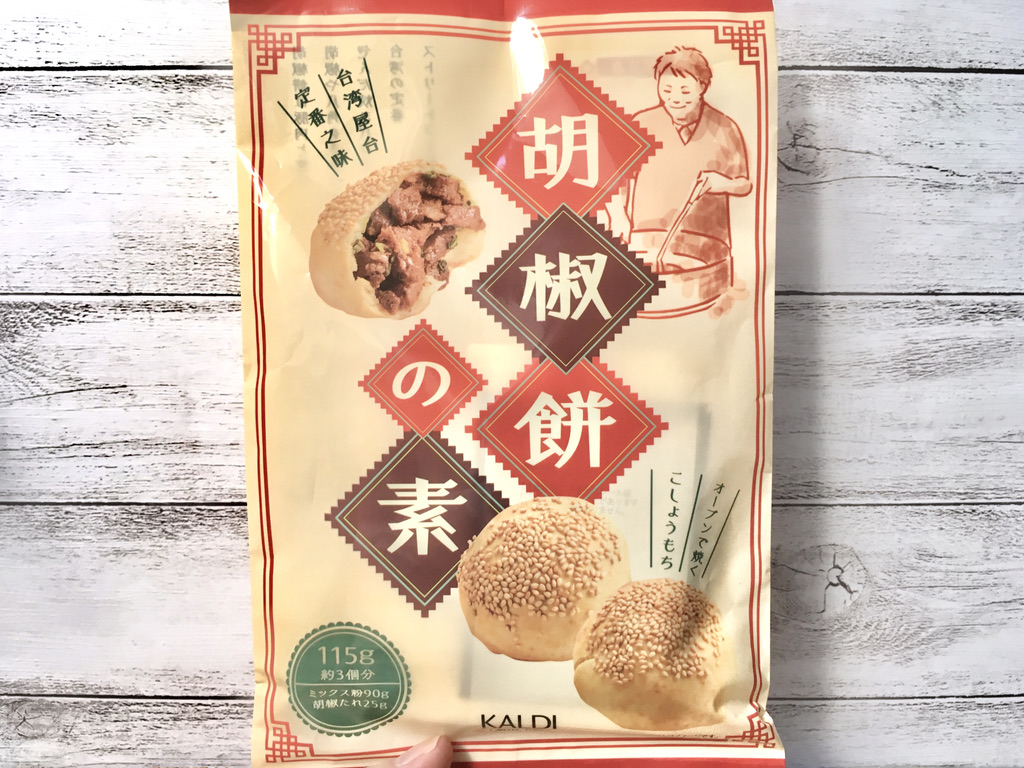 台湾屋台
定番之味
胡椒餅
の素
オーブンで焼く
こしょうもち
115g
約3個分
ミックス粉90g
胡椒だれ25g
KALDI